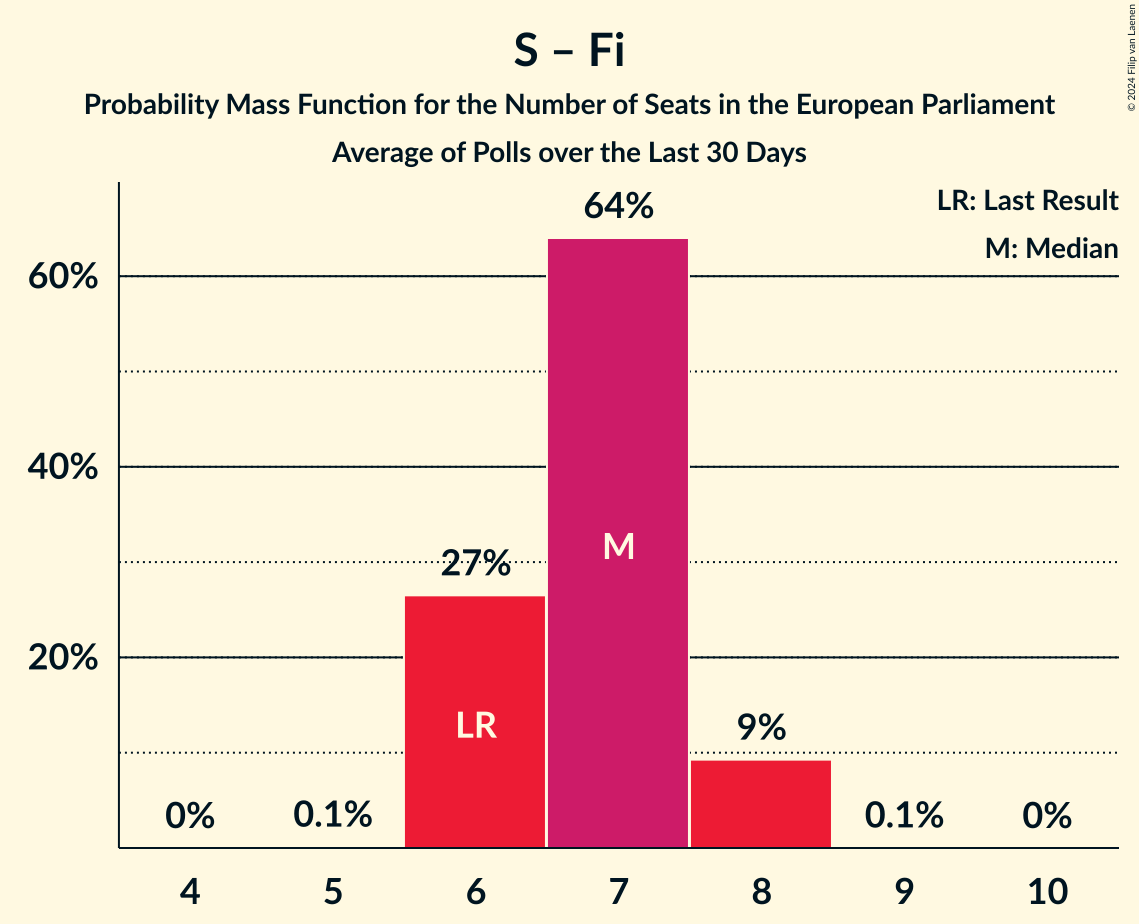 S – Fi
Probability Mass Function for the Number of Seats in the European Parliament
Average of Polls over the Last 30 Days
© 2024 Filip van Laenen
LR: Last Result
M: Median
60%
40%
20%
0%
0.1%
27%
64%
9%
0.1%
0%
LR
M
4 5 6 7 8 9 10